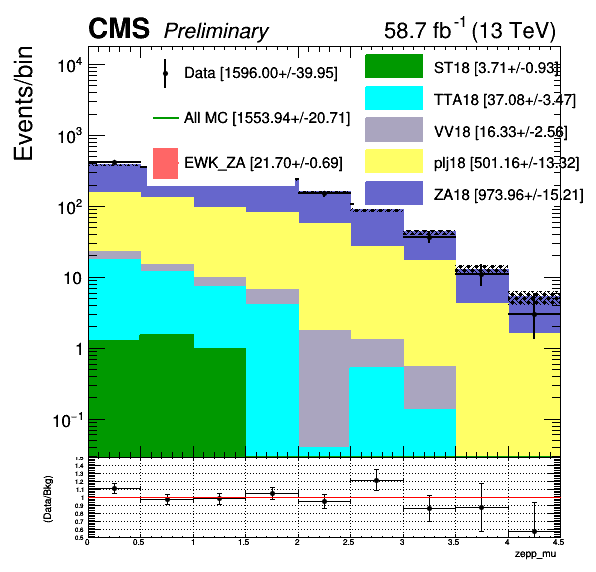 CMS Preliminary 58.7 fb⁻¹ (13 TeV)
Events/bin
10⁴
10³
10²
10
1
10⁻¹
Data [1596.00+/-39.95]
All MC [1553.94+/-20.71]
EWK_ZA [21.70+/-0.69]
ST18 [3.71+/-0.93]
TTA18 [37.08+/-3.47]
VV18 [16.33+/-2.56]
plj18 [501.16+/-13.32]
ZA18 [973.96+/-15.21]
(Data/Bkg)
1.5
1.4
1.3
1.2
1.1
1
0.9
0.8
0.7
0.6
0.5
0 0.5 1 1.5 2 2.5 3 3.5 4 4.5
zepp_mu